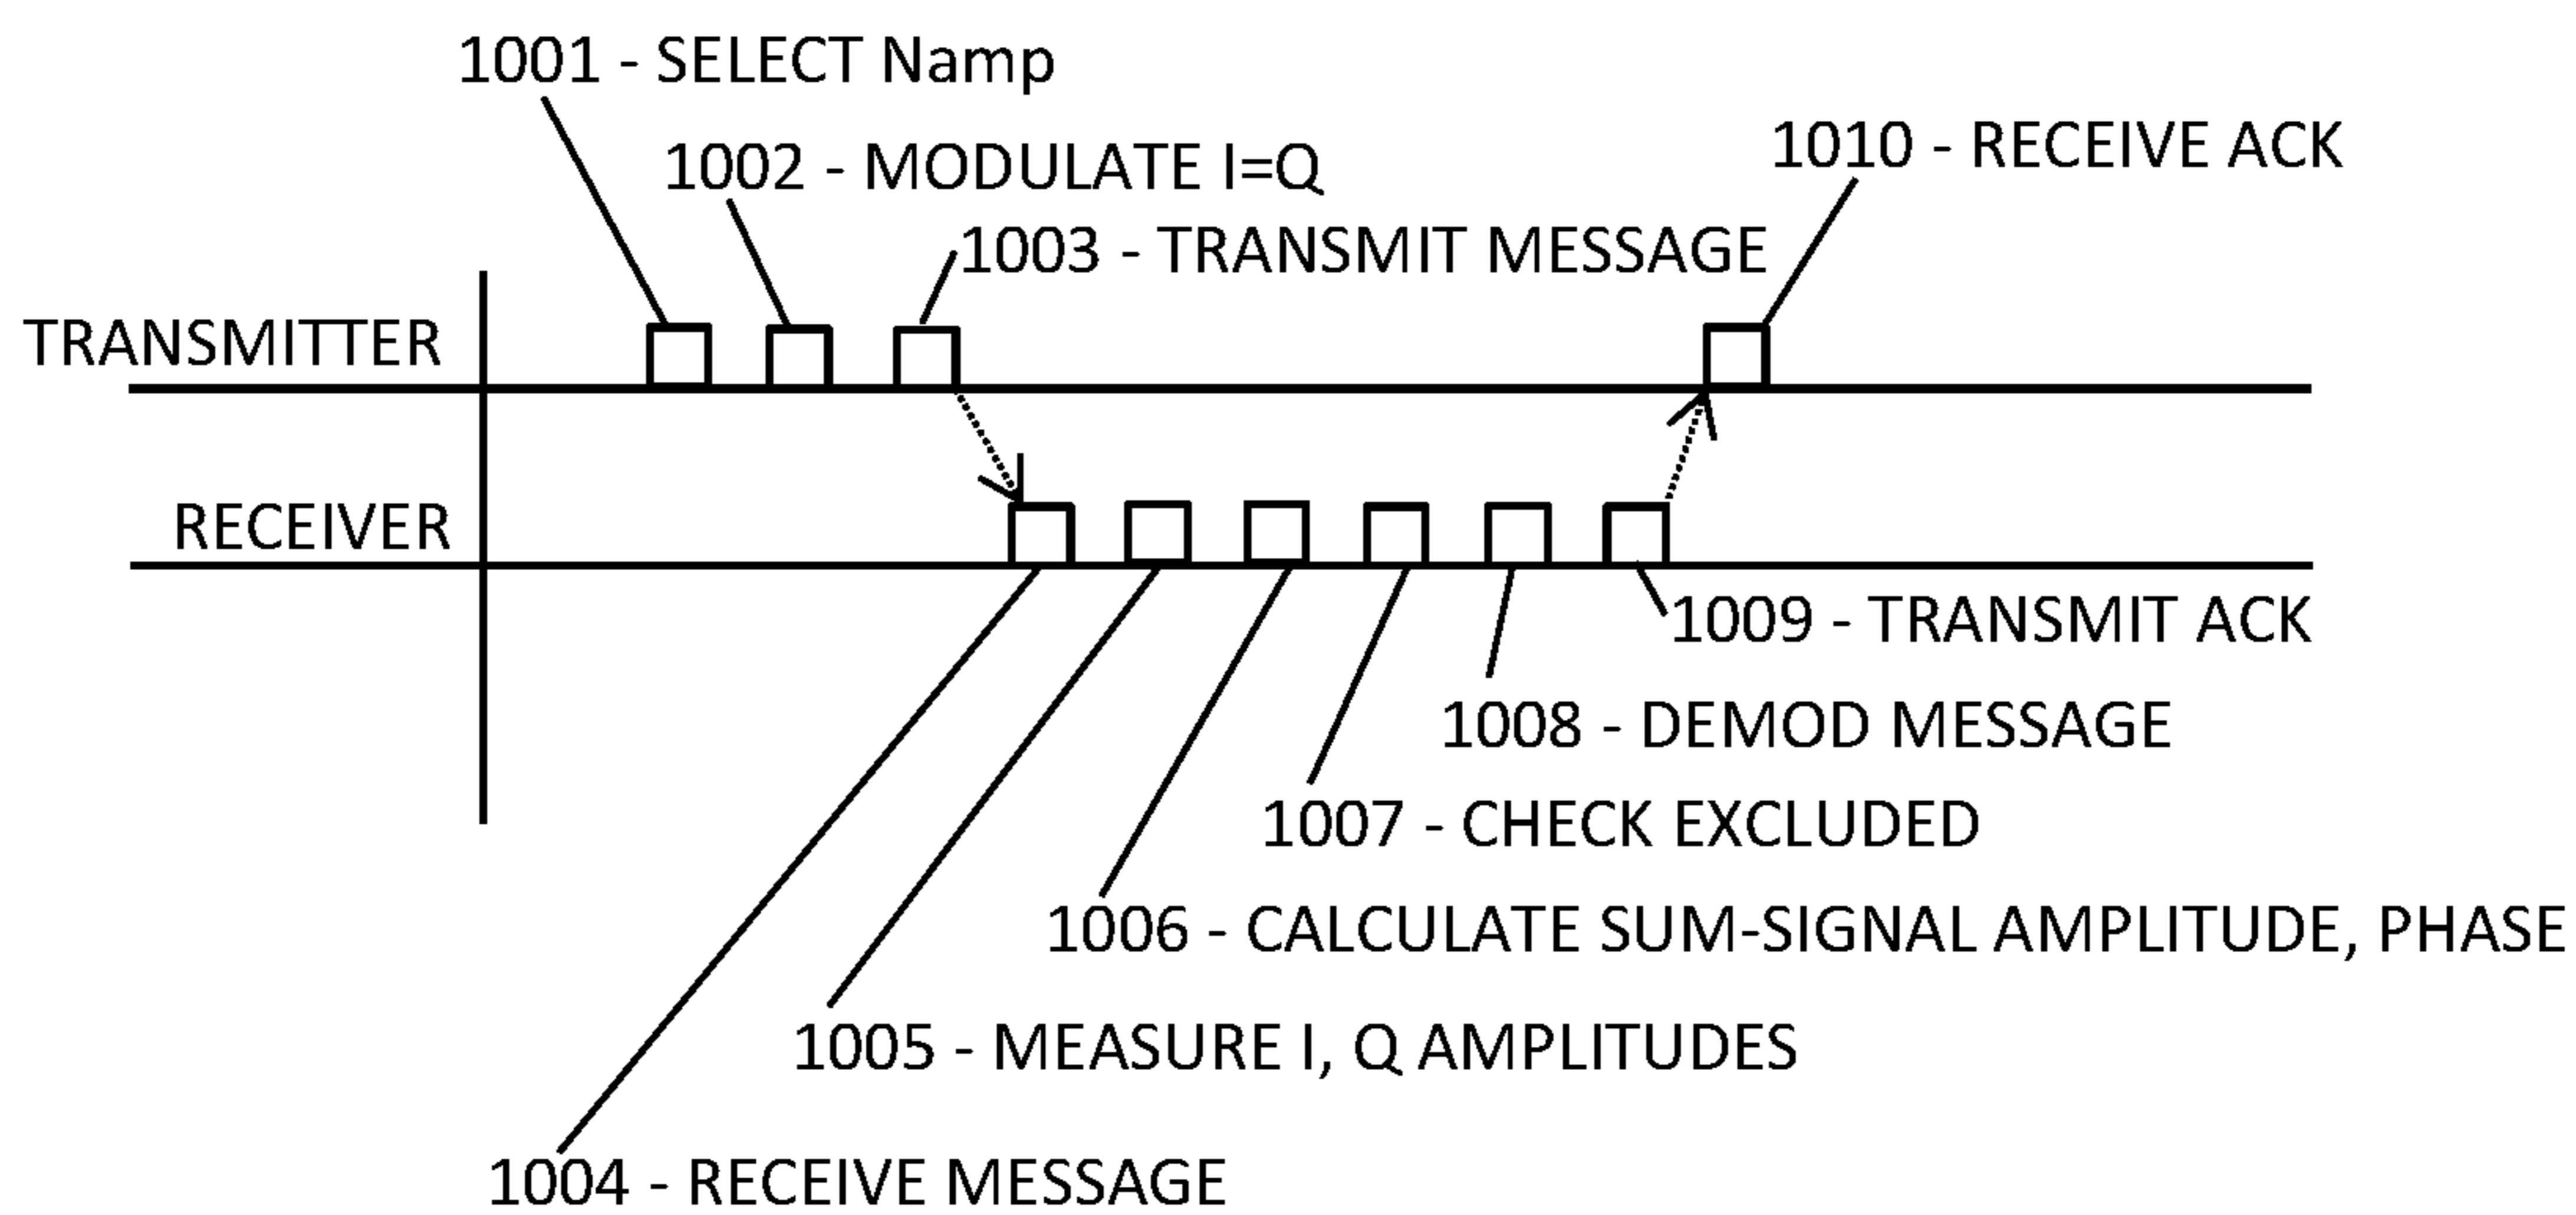 1001 - SELECT Namp
1002 - MODULATE I=Q
1010 - RECEIVE ACK
1003 - TRANSMIT MESSAGE
TRANSMITTER
RECEIVER
1009 - TRANSMIT ACK
1008 - DEMOD MESSAGE
1007 - CHECK EXCLUDED
1006 - CALCULATE SUM-SIGNAL AMPLITUDE, PHASE
1005 - MEASURE I, Q AMPLITUDES
1004 - RECEIVE MESSAGE